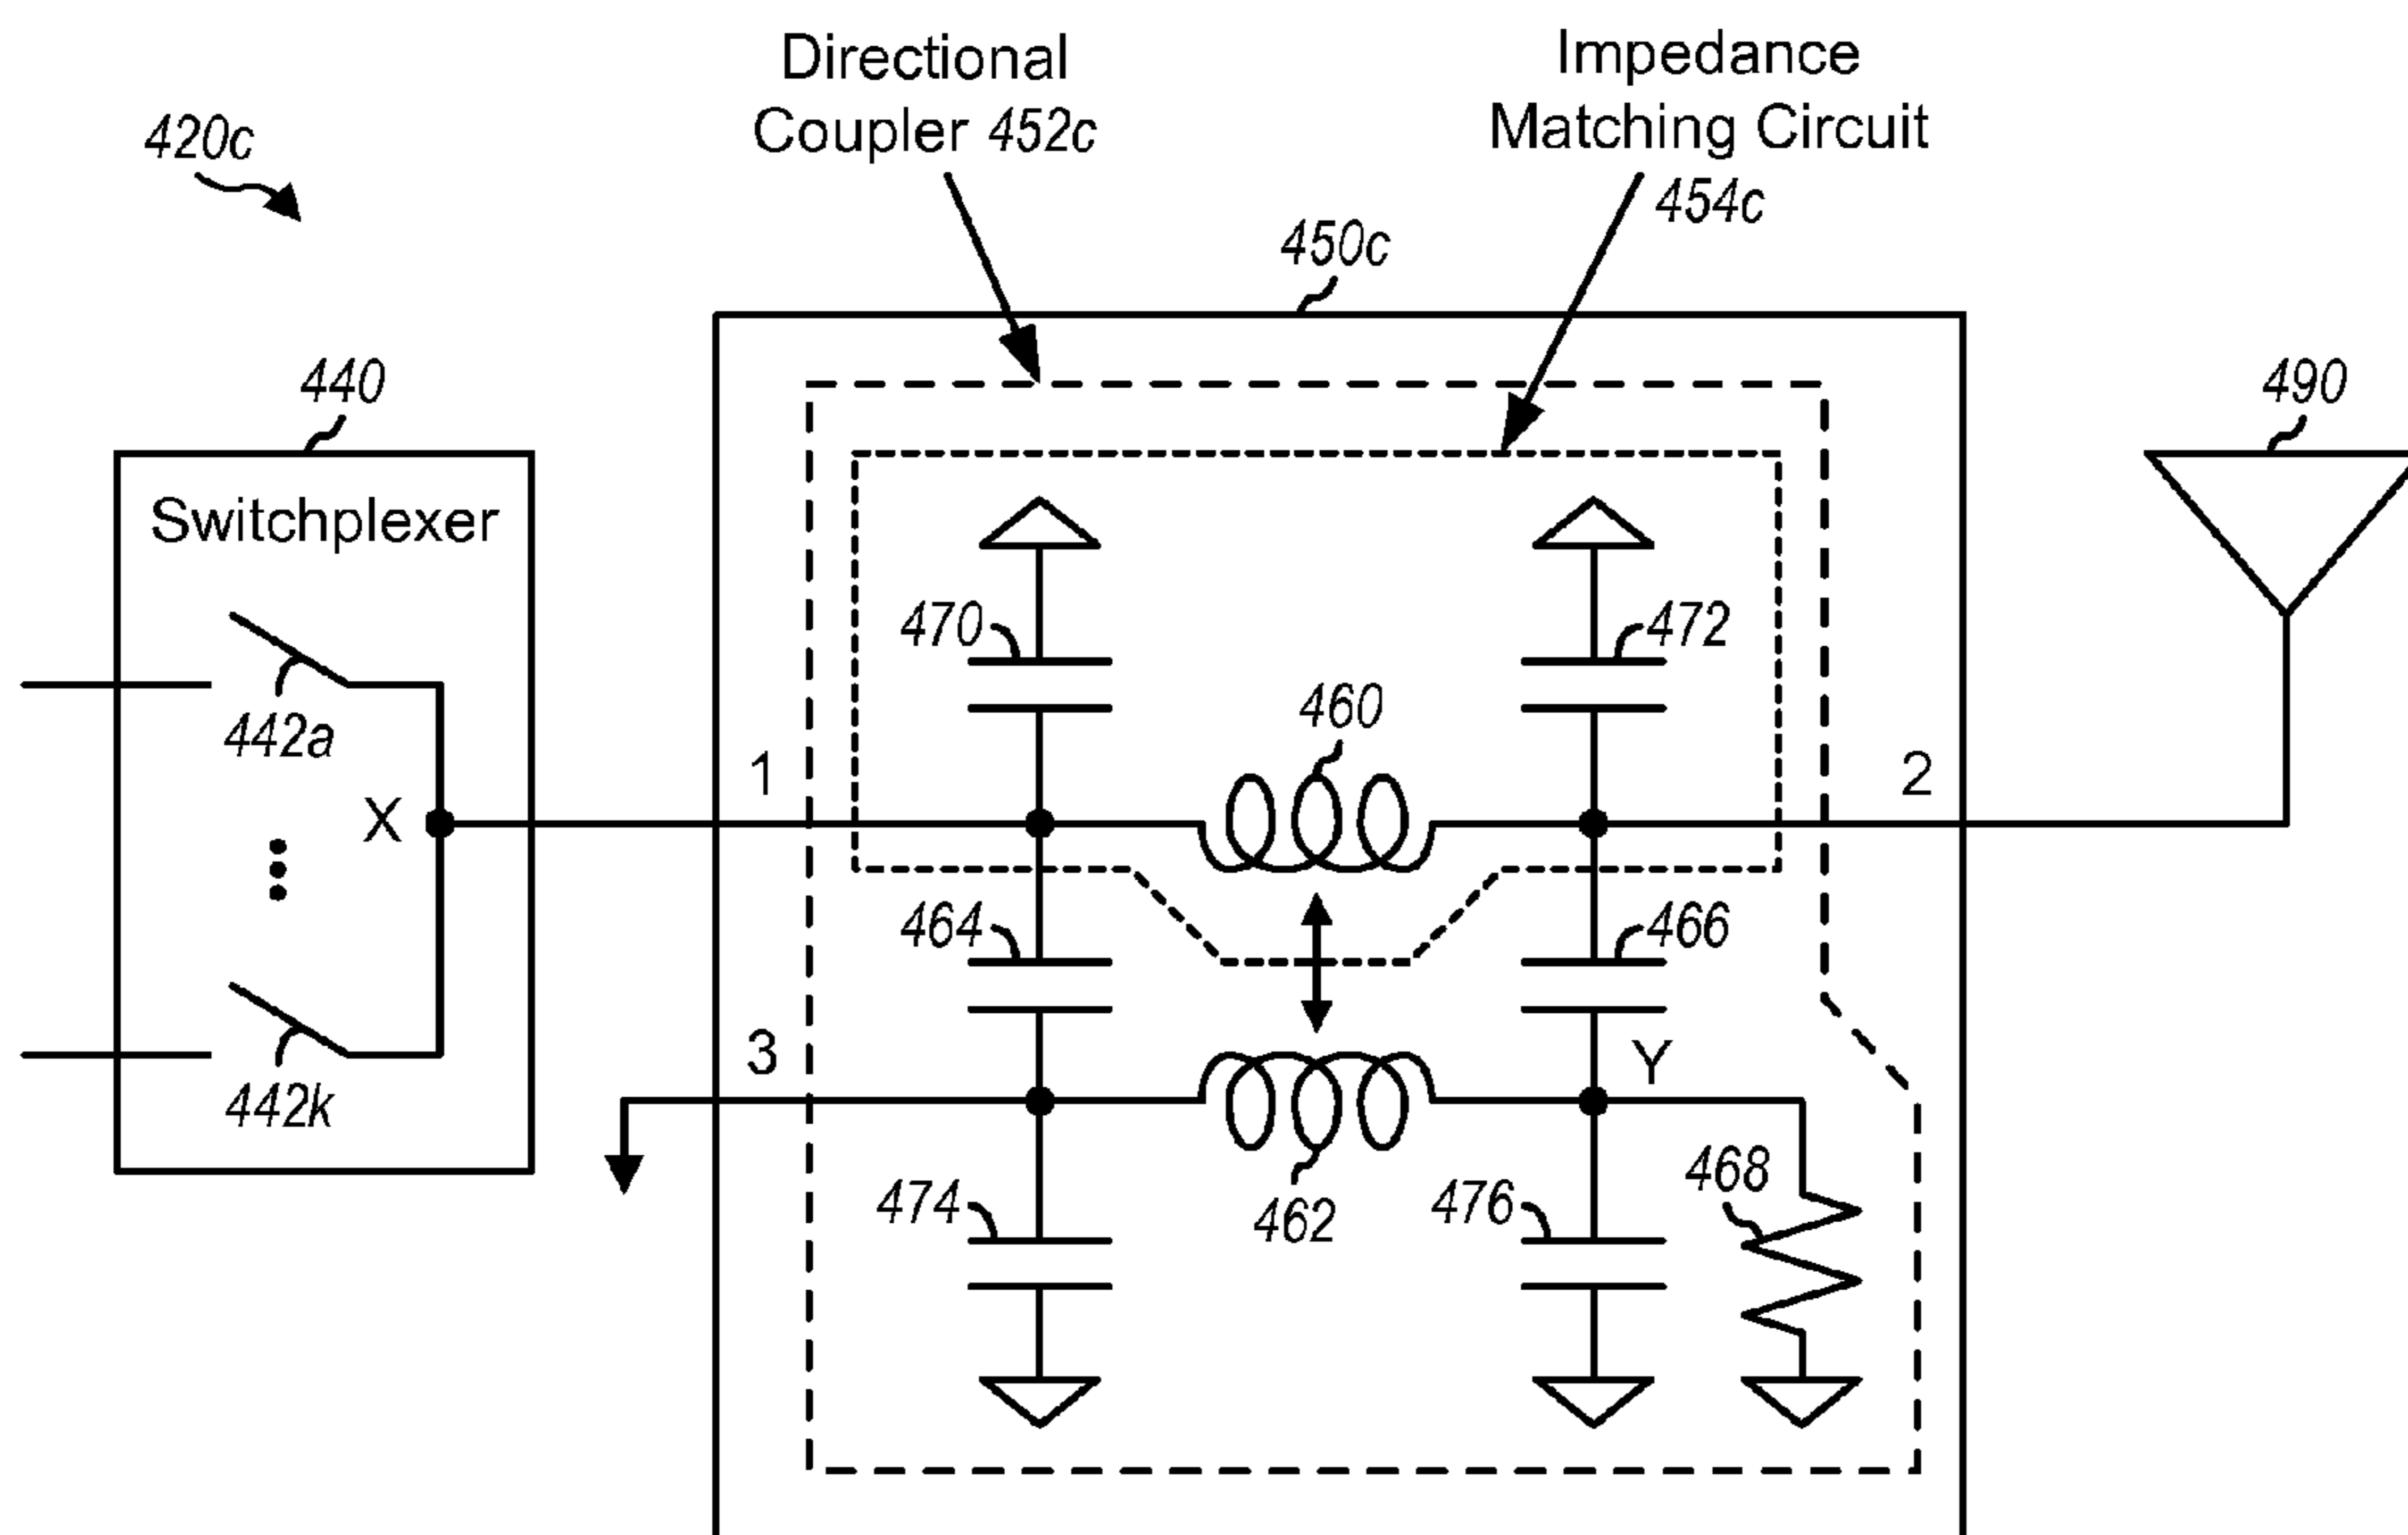 Directional
Coupler 452c
Impedance
Matching Circuit
454c
420c
450c
440
490
Switchplexer
470
472
460
442a
1
2
X
464
466
3
Y
442k
474
462
476
468